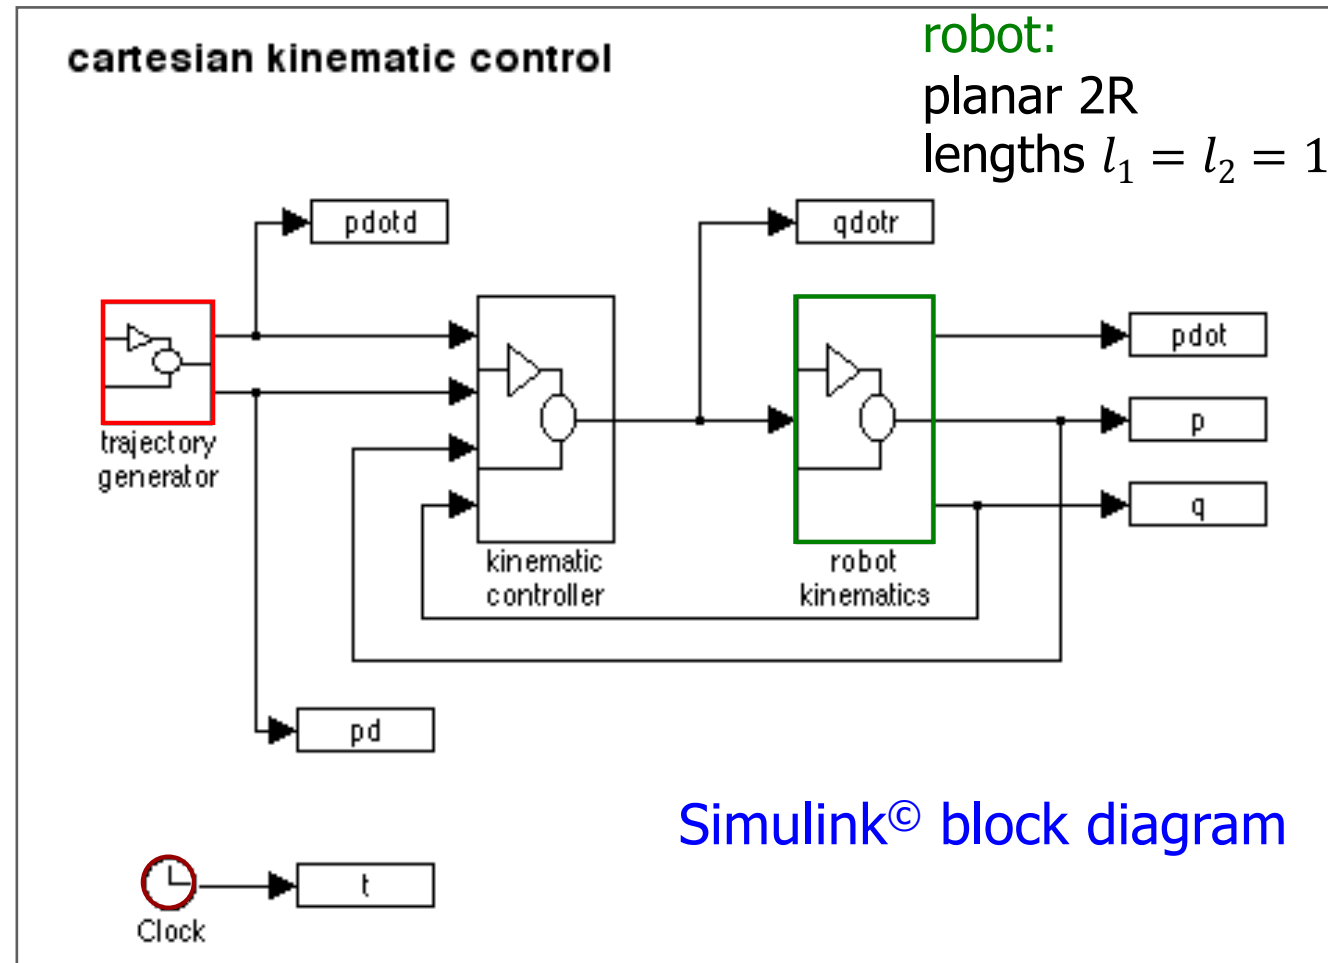 cartesian kinematic control
robot:
planar 2R
lengths l₁ = l₂ = 1
pdotd
qdotr
trajectory
generator
kinematic
controller
robot
kinematics
pdot
p
q
pd
Simulink© block diagram
t
Clock